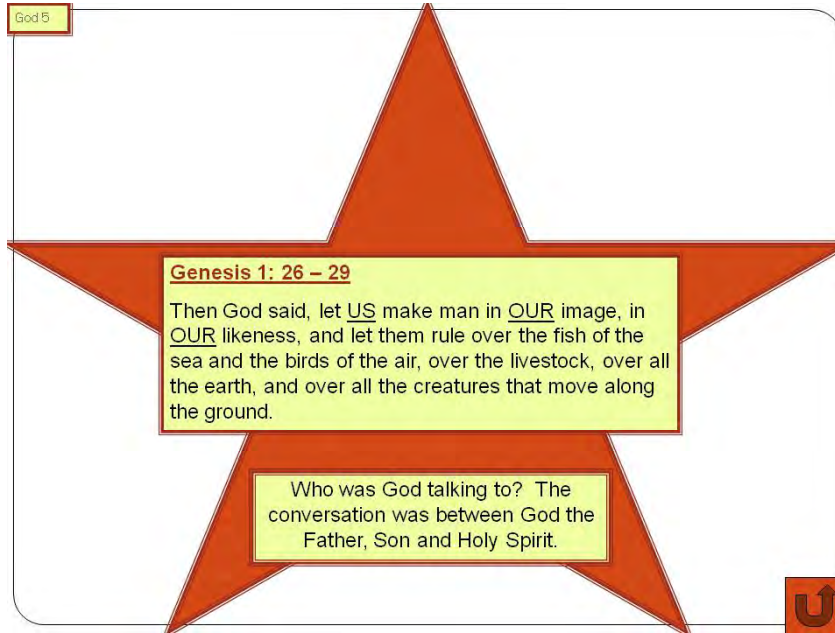 God 5
Genesis 1: 26 – 29
Then God said, let US make man in OUR image, in
OUR likeness, and let them rule over the fish of the
sea and the birds of the air, over the livestock, over all
the earth, and over all the creatures that move along
the ground.
Who was God talking to?  The
conversation was between God the
Father, Son and Holy Spirit.